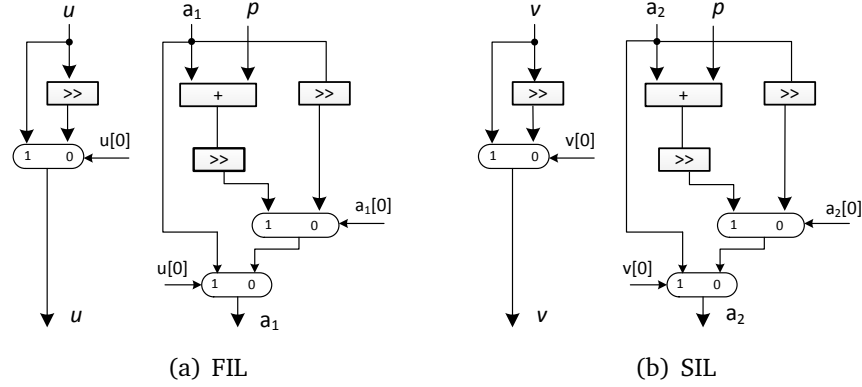 u a₁ p v a₂ p
>> + >> >> + >>
u[0] v[0]
1 0 1 0
>> >>
a₁[0] a₂[0]
1 0 1 0
u[0] v[0]
1 0 1 0
u a₁ v a₂
(a) FIL (b) SIL